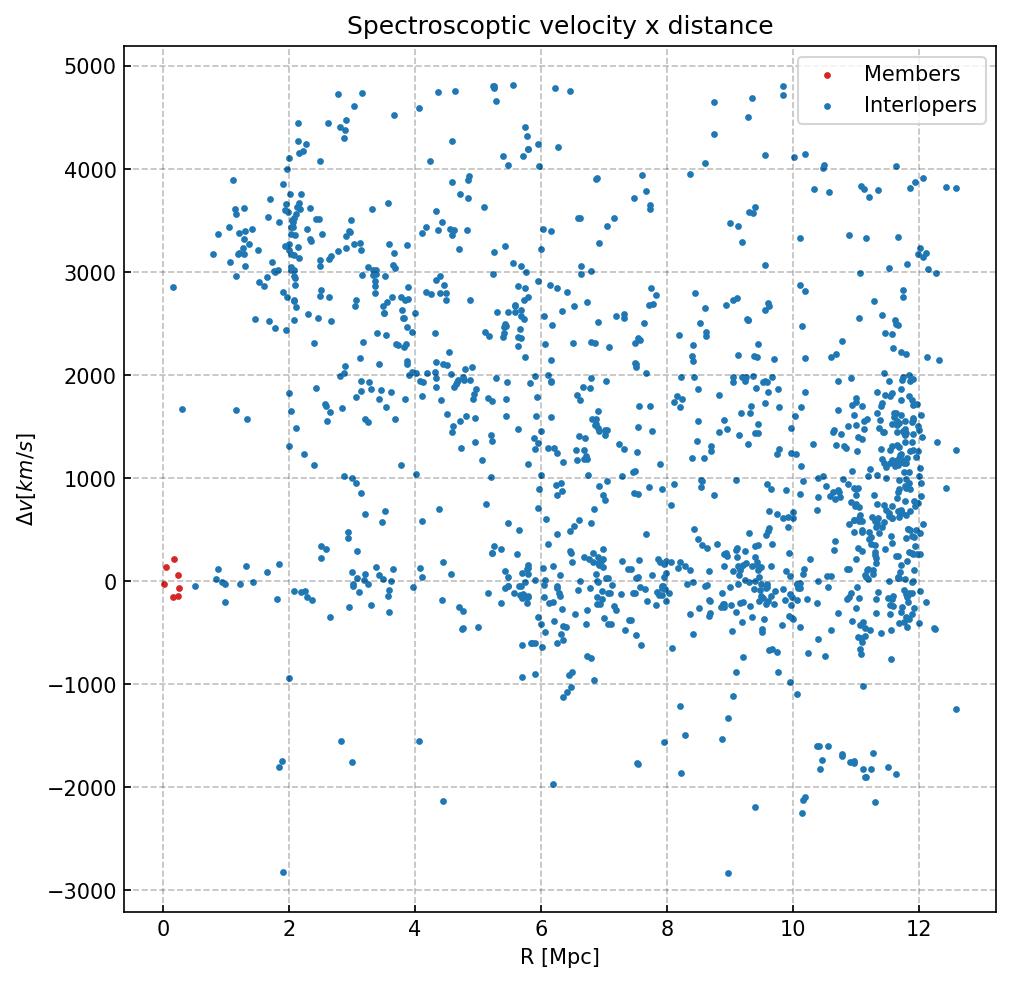 Spectroscoptic velocity x distance
Members
Interlopers
5000
4000
3000
2000
1000
0
−1000
−2000
−3000
Δv[km/s]
0 2 4 6 8 10 12
R [Mpc]